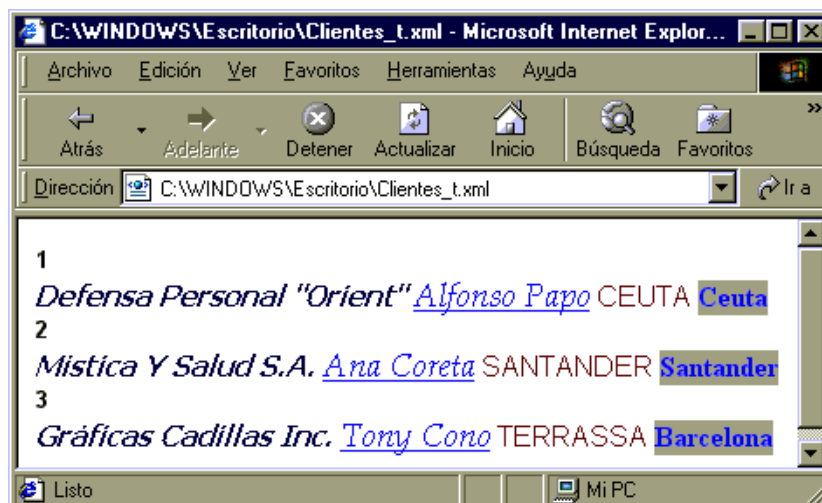 C:\WINDOWS\Escritorio\Clientes_t.xml - Microsoft Internet Explor...
Archivo Edición Ver Favoritos Herramientas Ayuda
Atrás Adelante Detener Actualizar Inicio Búsqueda Favoritos »
Dirección C:\WINDOWS\Escritorio\Clientes_t.xml Ir a
1
Defensa Personal "Orient" Alfonso Papo CEUTA Ceuta
2
Mistica Y Salud S.A. Ana Coreta SANTANDER Santander
3
Gráficas Cadillas Inc. Tony Cono TERRASSA Barcelona
Listo Mi PC